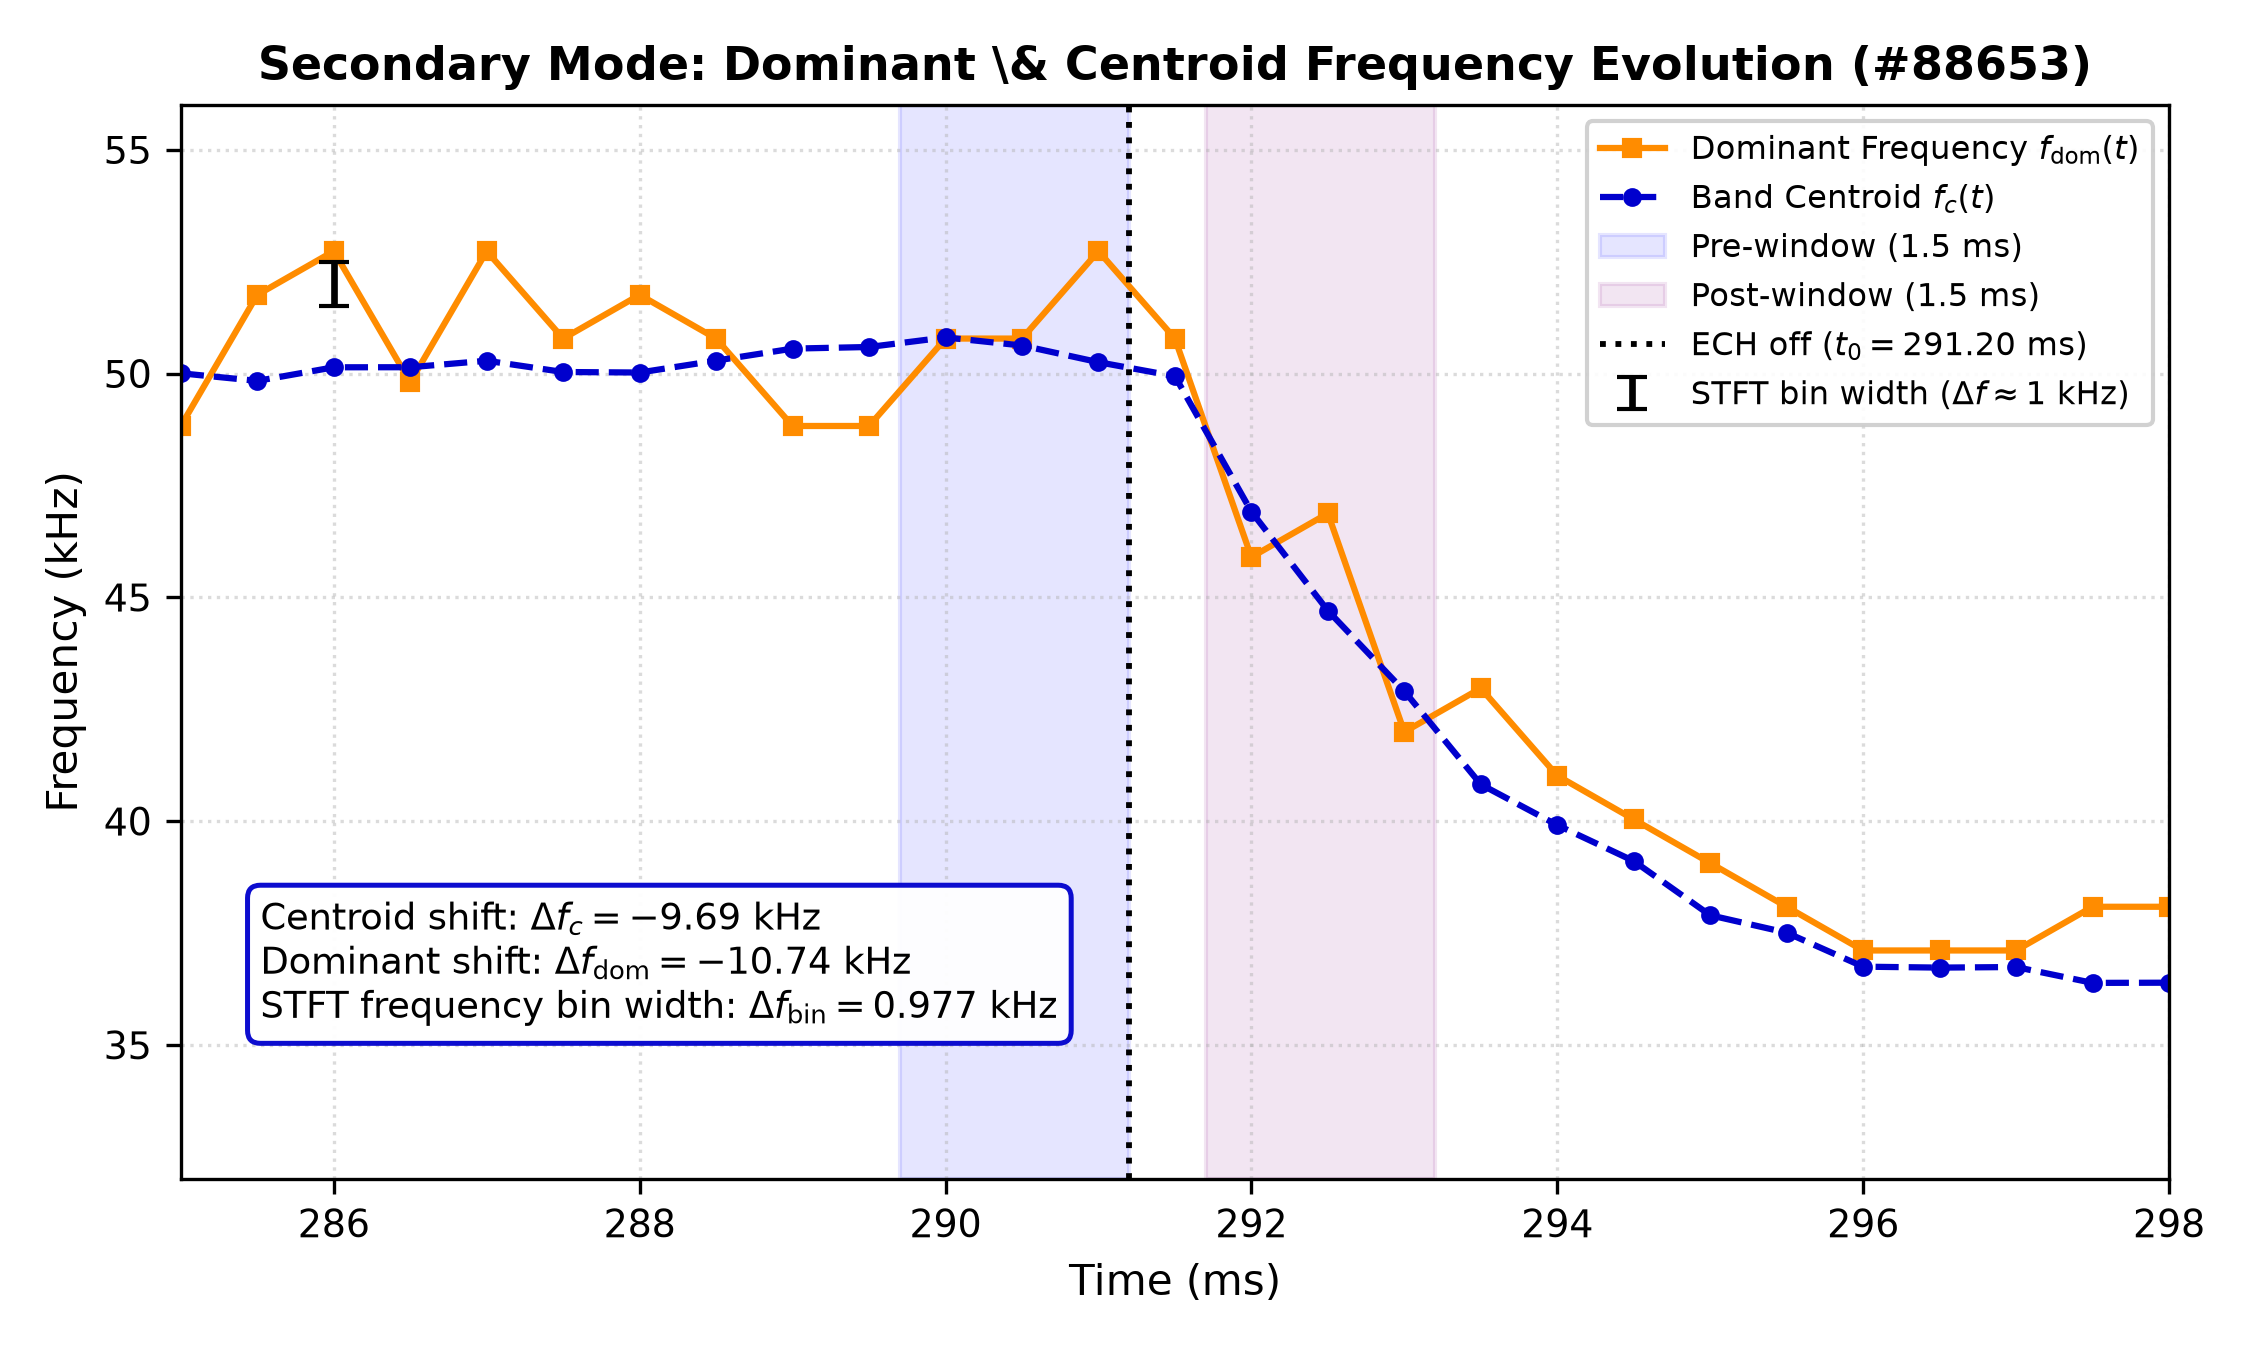 Secondary Mode: Dominant \& Centroid Frequency Evolution (#88653)
Dominant Frequency f_dom(t)
Band Centroid f_c(t)
Pre-window (1.5 ms)
Post-window (1.5 ms)
ECH off (t_0 = 291.20 ms)
STFT bin width (Δf ≈ 1 kHz)
Frequency (kHz)
55
50
45
40
35
Centroid shift: Δf_c = −9.69 kHz
Dominant shift: Δf_dom = −10.74 kHz
STFT frequency bin width: Δf_bin = 0.977 kHz
286 288 290 292 294 296 298
Time (ms)